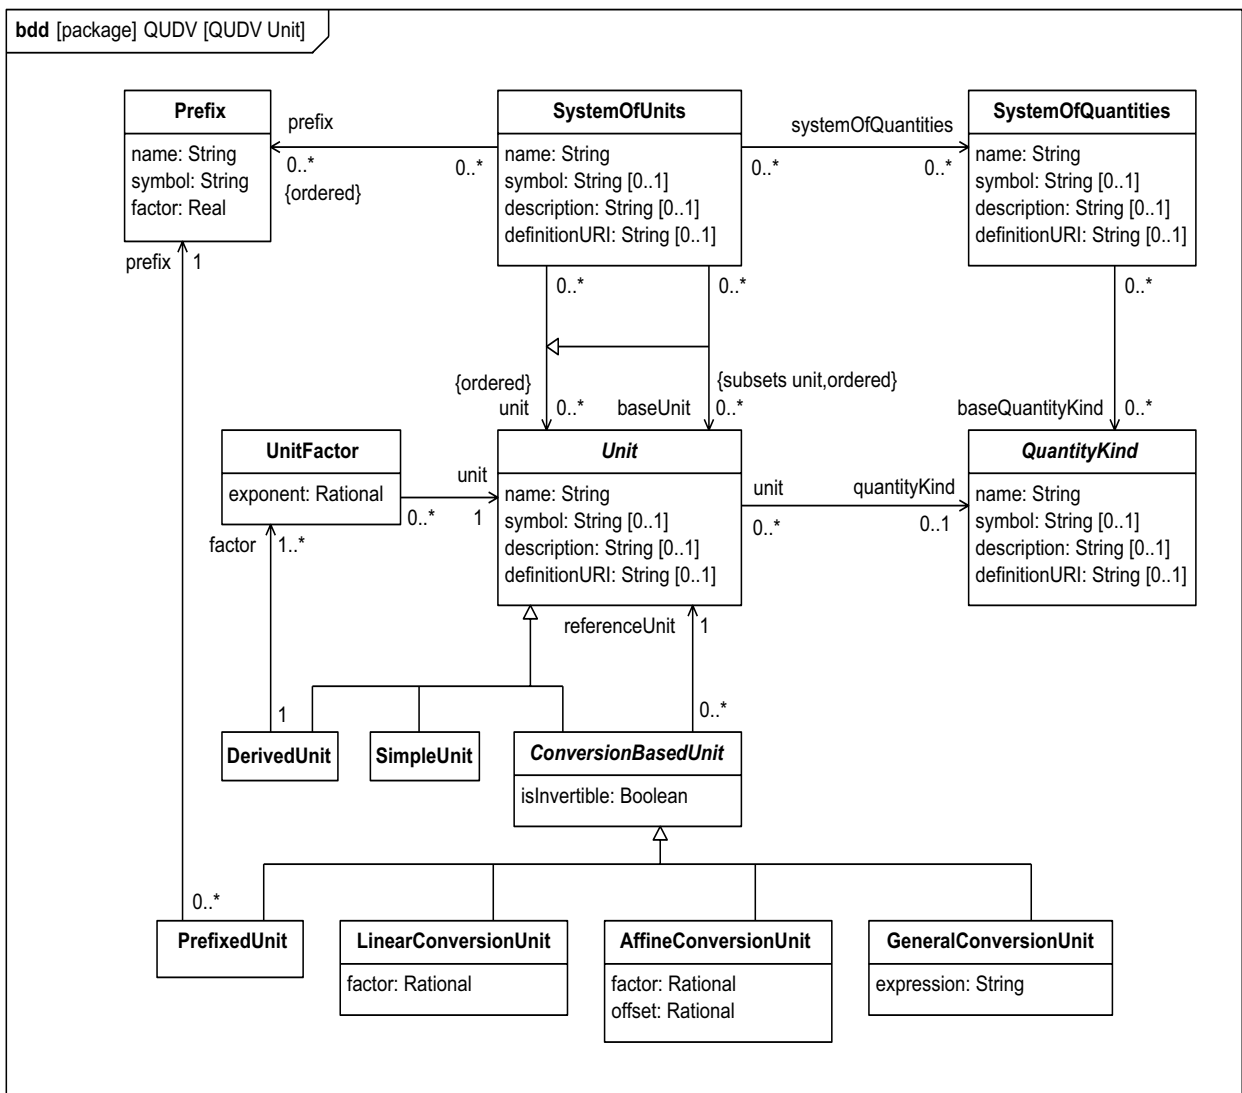 bdd [package] QUDV [QUDV Unit]
Prefix
name: String
symbol: String
factor: Real
prefix
0..*
{ordered}
0..*
SystemOfUnits
name: String
symbol: String [0..1]
description: String [0..1]
definitionURI: String [0..1]
systemOfQuantities
0..*
0..*
SystemOfQuantities
name: String
symbol: String [0..1]
description: String [0..1]
definitionURI: String [0..1]
prefix
1
0..*
0..*
0..*
{ordered}
unit
0..*
{subsets unit,ordered}
baseUnit
0..*
baseQuantityKind
0..*
UnitFactor
exponent: Rational
unit
0..*
1
Unit
name: String
symbol: String [0..1]
description: String [0..1]
definitionURI: String [0..1]
unit
0..*
quantityKind
0..1
QuantityKind
name: String
symbol: String [0..1]
description: String [0..1]
definitionURI: String [0..1]
factor
1..*
referenceUnit
1
1
0..*
DerivedUnit
SimpleUnit
ConversionBasedUnit
isInvertible: Boolean
0..*
PrefixedUnit
LinearConversionUnit
factor: Rational
AffineConversionUnit
factor: Rational
offset: Rational
GeneralConversionUnit
expression: String